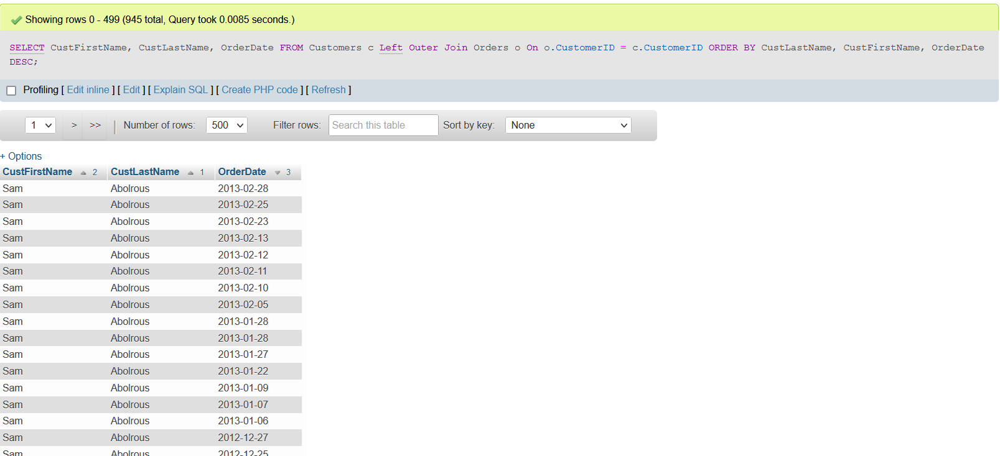 Showing rows 0 - 499 (945 total, Query took 0.0085 seconds.)
SELECT CustFirstName, CustLastName, OrderDate FROM Customers c Left Outer Join Orders o On o.CustomerID = c.CustomerID ORDER BY CustLastName, CustFirstName, OrderDate
DESC;
Profiling [ Edit inline ] [ Edit ] [ Explain SQL ] [ Create PHP code ] [ Refresh ]
1 > >> | Number of rows: 500 Filter rows: Search this table Sort by key: None
+ Options
CustFirstName 2 CustLastName 1 OrderDate 3
Sam Abolrous 2013-02-28
Sam Abolrous 2013-02-25
Sam Abolrous 2013-02-23
Sam Abolrous 2013-02-13
Sam Abolrous 2013-02-12
Sam Abolrous 2013-02-11
Sam Abolrous 2013-02-10
Sam Abolrous 2013-02-05
Sam Abolrous 2013-01-28
Sam Abolrous 2013-01-28
Sam Abolrous 2013-01-27
Sam Abolrous 2013-01-22
Sam Abolrous 2013-01-09
Sam Abolrous 2013-01-07
Sam Abolrous 2013-01-06
Sam Abolrous 2012-12-27
Sam Abolrous 2012-12-25